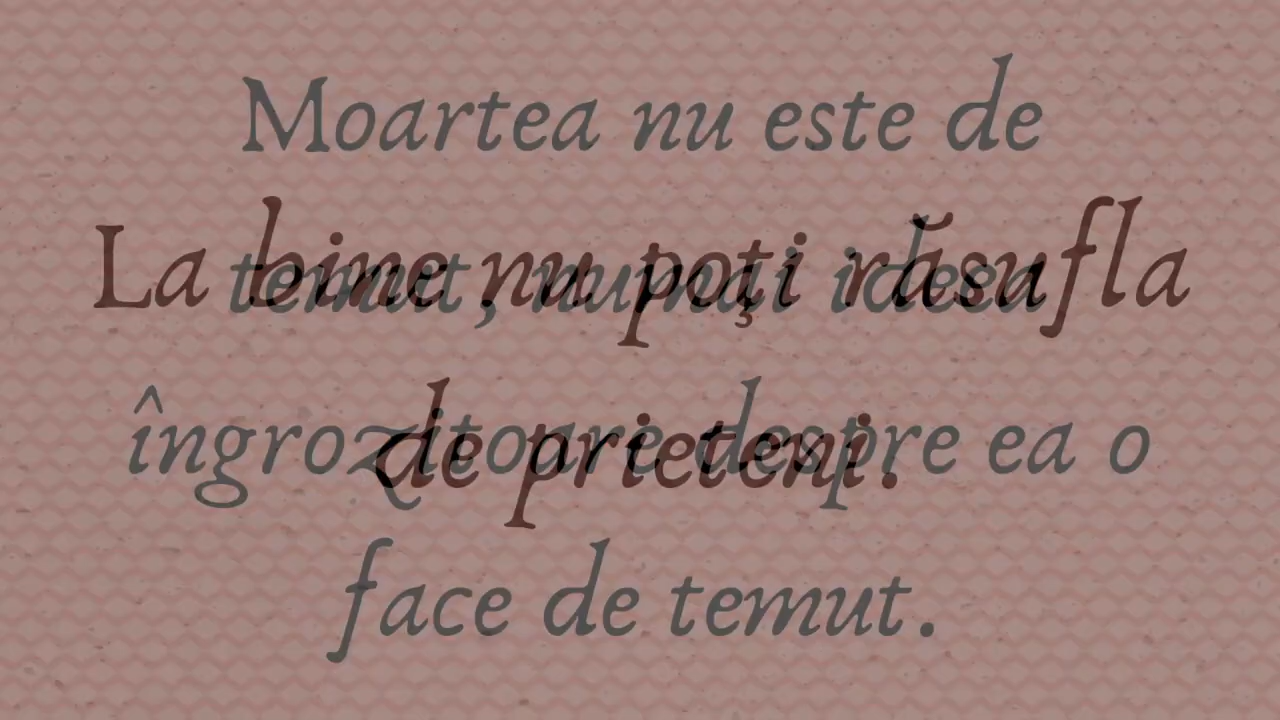 Moartea nu este de
temut, numai ideea
îngrozitoare despre ea o
face de temut.
La bine nu poţi răsufla
de prieteni.